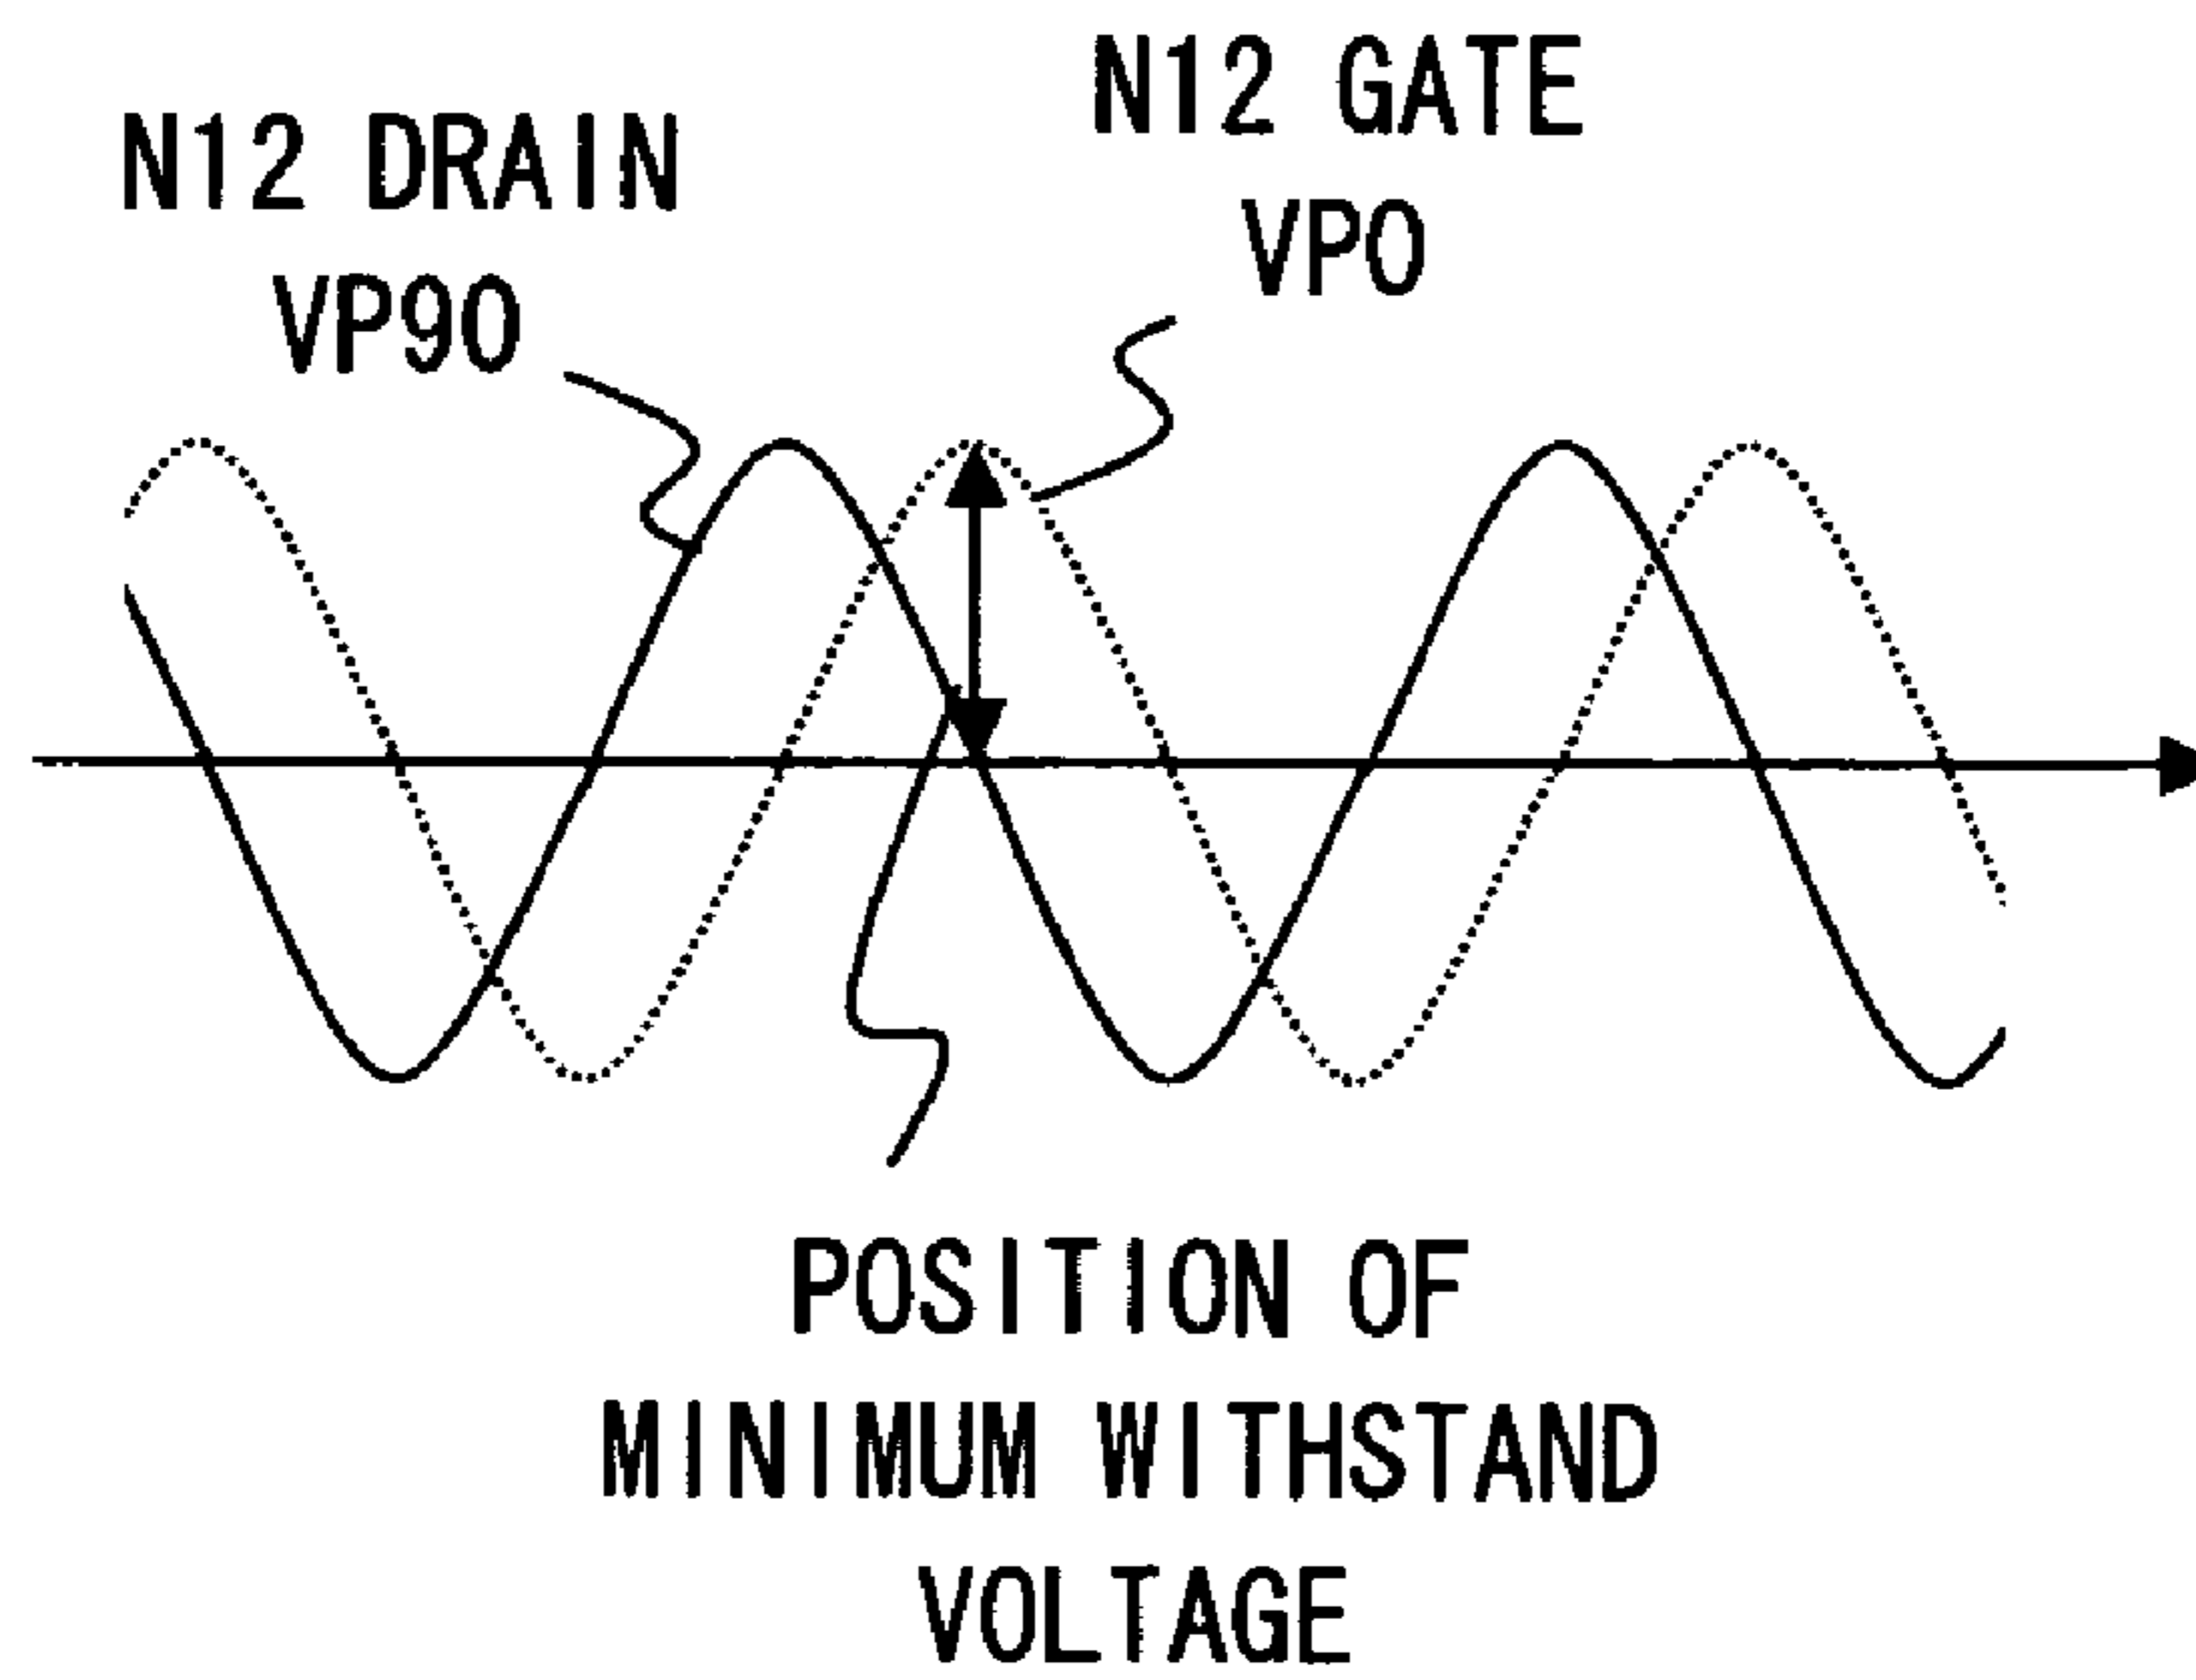 N12 DRAIN
VP90
N12 GATE
VP0
POSITION OF
MINIMUM WITHSTAND
VOLTAGE